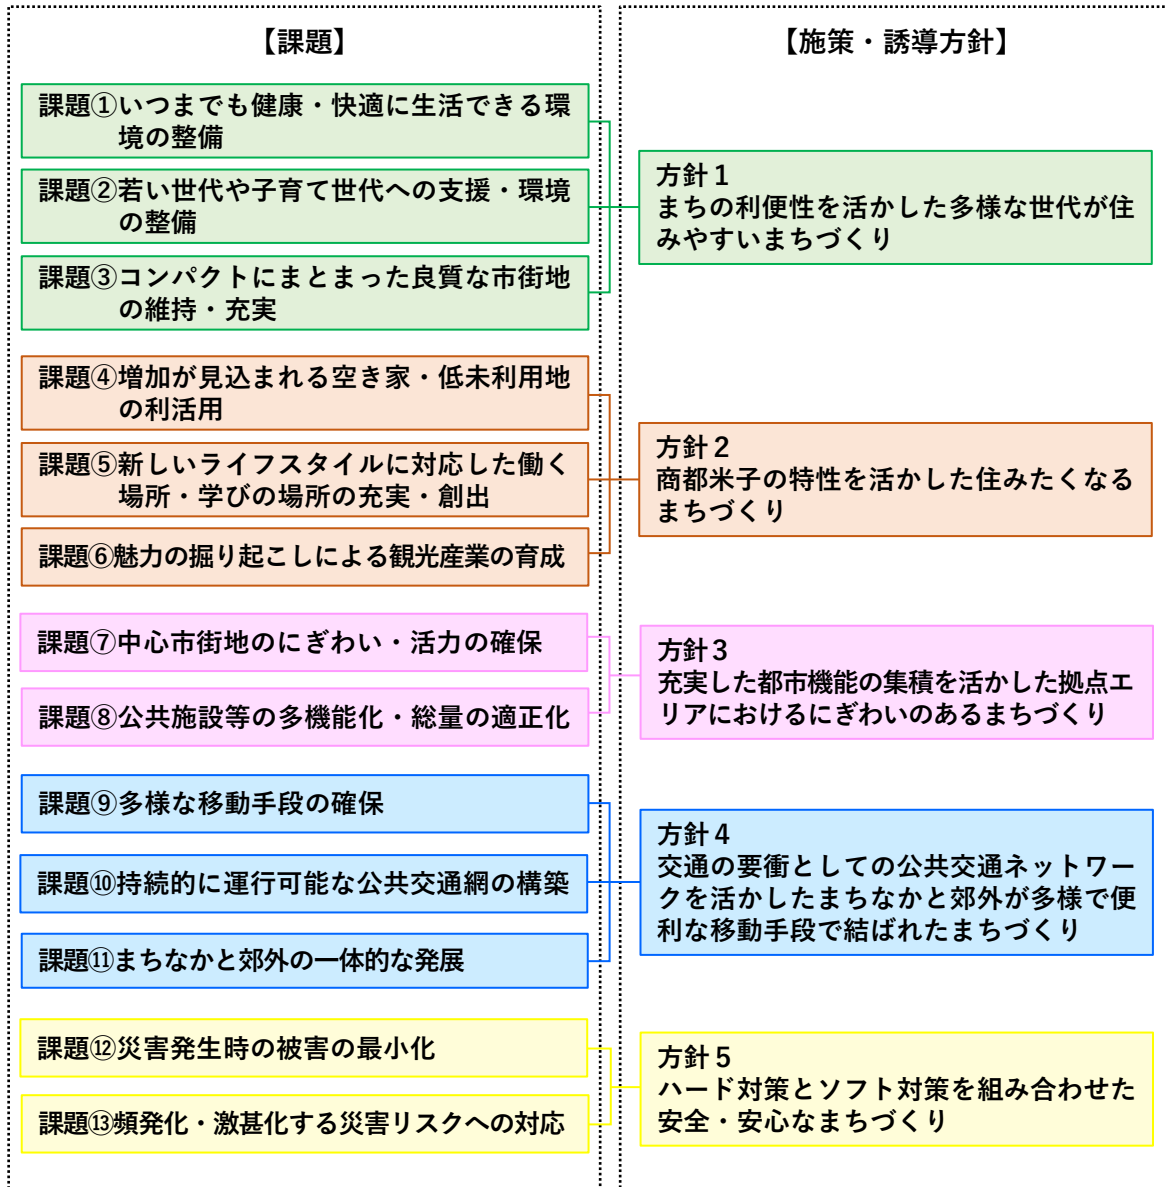 【課題】
課題①いつまでも健康・快適に生活できる環
境の整備
課題②若い世代や子育て世代への支援・環境
の整備
課題③コンパクトにまとまった良質な市街地
の維持・充実
課題④増加が見込まれる空き家・低未利用地
の利活用
課題⑤新しいライフスタイルに対応した働く
場所・学びの場所の充実・創出
課題⑥魅力の掘り起こしによる観光産業の育成
課題⑦中心市街地のにぎわい・活力の確保
課題⑧公共施設等の多機能化・総量の適正化
課題⑨多様な移動手段の確保
課題⑩持続的に運行可能な公共交通網の構築
課題⑪まちなかと郊外の一体的な発展
課題⑫災害発生時の被害の最小化
課題⑬頻発化・激甚化する災害リスクへの対応
【施策・誘導方針】
方針１
まちの利便性を活かした多様な世代が住
みやすいまちづくり
方針２
商都米子の特性を活かした住みたくなる
まちづくり
方針３
充実した都市機能の集積を活かした拠点エ
リアにおけるにぎわいのあるまちづくり
方針４
交通の要衝としての公共交通ネットワー
クを活かしたまちなかと郊外が多様で便
利な移動手段で結ばれたまちづくり
方針５
ハード対策とソフト対策を組み合わせた
安全・安心なまちづくり